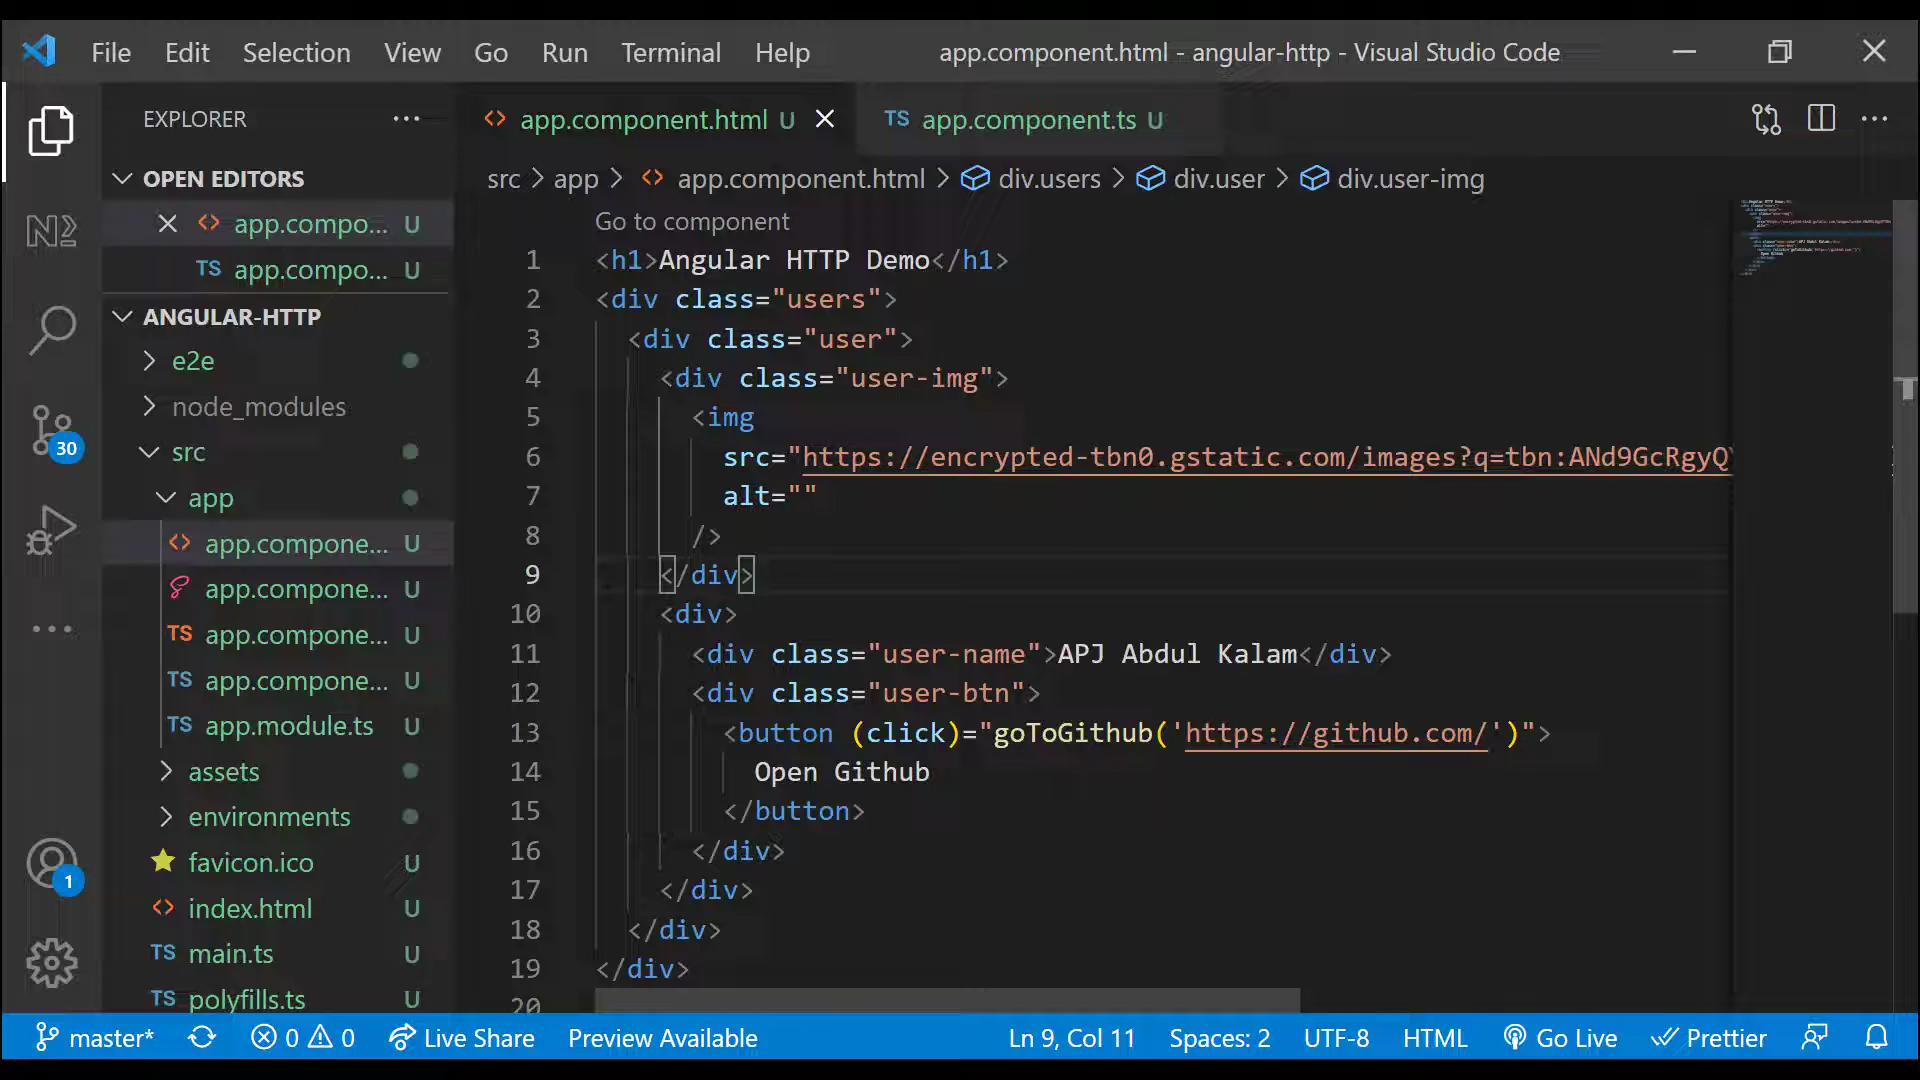 File Edit Selection View Go Run Terminal Help app.component.html - angular-http - Visual Studio Code
EXPLORER
OPEN EDITORS
app.compo... U
TS app.compo... U
ANGULAR-HTTP
e2e
node_modules
src
app
app.compone... U
app.compone... U
TS app.compone... U
TS app.compone... U
TS app.module.ts U
assets
environments
favicon.ico U
index.html U
TS main.ts U
TS polyfills.ts U
30
1
app.component.html U TS app.component.ts U
src > app > app.component.html > div.users > div.user > div.user-img
Go to component
1 <h1>Angular HTTP Demo</h1>
2 <div class="users">
3 <div class="user">
4 <div class="user-img">
5 <img
6 src="https://encrypted-tbn0.gstatic.com/images?q=tbn:ANd9GcRgyQ
7 alt=""
8 />
9 </div>
10 <div>
11 <div class="user-name">APJ Abdul Kalam</div>
12 <div class="user-btn">
13 <button (click)="goToGithub('https://github.com/')">
14 Open Github
15 </button>
16 </div>
17 </div>
18 </div>
19 </div>
20
master* 0 0 Live Share Preview Available Ln 9, Col 11 Spaces: 2 UTF-8 HTML Go Live Prettier